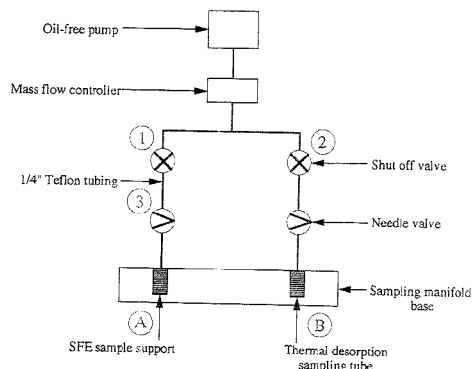 Oil-free pump
Mass flow controller
1
2
Shut off valve
1/4" Teflon tubing
3
Needle valve
Sampling manifold
base
A
B
SFE sample support
Thermal desorption
sampling tube